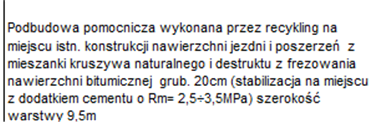 Podbudowa pomocnicza wykonana przez recykling na
miejscu istn. konstrukcji nawierzchni jezdni i poszerzeń z
mieszanki kruszywa naturalnego i destruktu z frezowania
nawierzchni bitumicznej grub. 20cm (stabilizacja na miejscu
z dodatkiem cementu o Rm= 2,5÷3,5MPa) szerokość
warstwy 9,5m